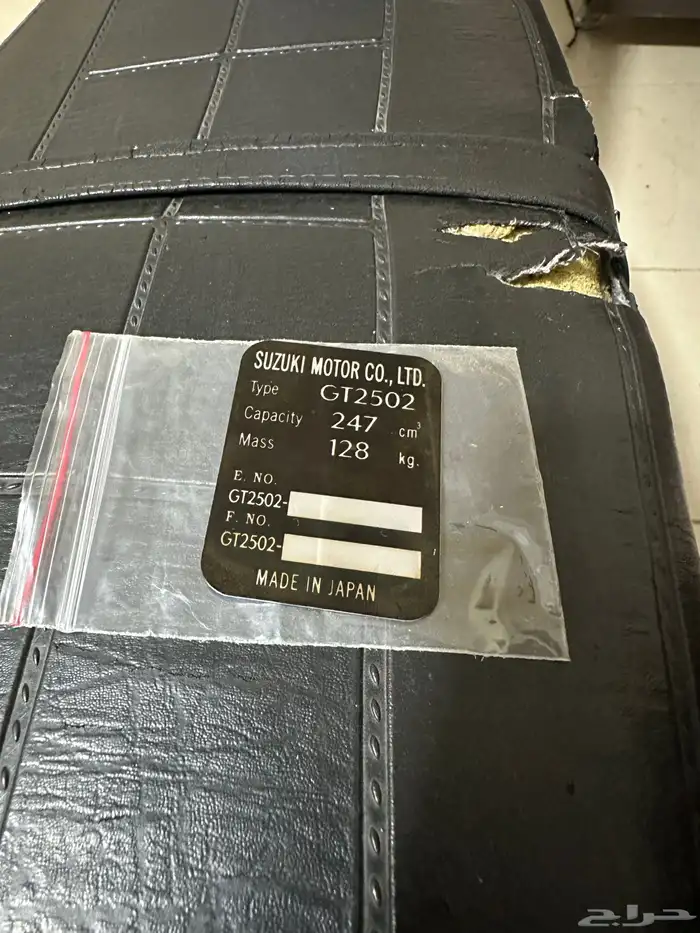 SUZUKI MOTOR CO., LTD.
Type GT2502
Capacity 247 cm³
Mass 128 kg.
E. NO.
GT2502-
F. NO.
GT2502-
MADE IN JAPAN
حراج